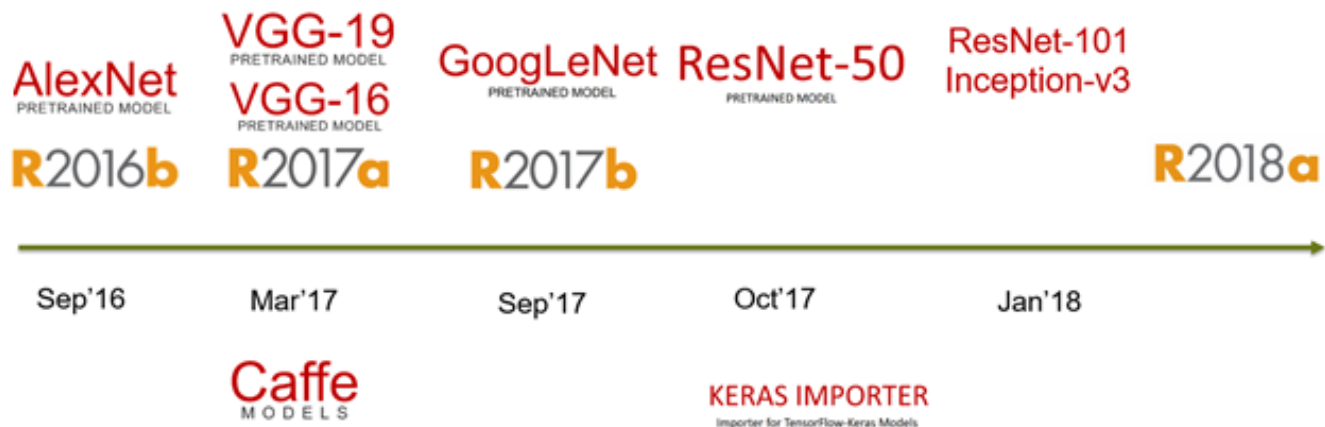 AlexNet
PRETRAINED MODEL
VGG-19
PRETRAINED MODEL
VGG-16
PRETRAINED MODEL
GoogLeNet
PRETRAINED MODEL
ResNet-50
PRETRAINED MODEL
ResNet-101
Inception-v3
R2016b
R2017a
R2017b
R2018a
Sep'16
Mar'17
Sep'17
Oct'17
Jan'18
Caffe
MODELS
KERAS IMPORTER
Importer for TensorFlow-Keras Models